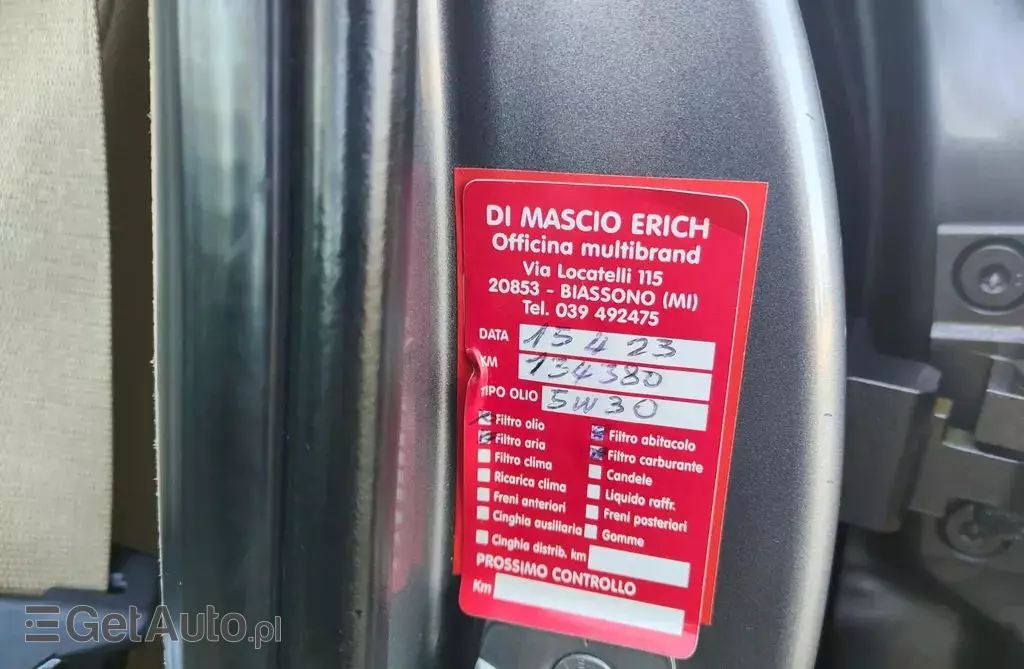 DI MASCIO ERICH
Officina multibrand
Via Locatelli 115
20853 - BIASSONO (MI)
Tel. 039 492475
DATA 15 4 23
KM 134380
TIPO OLIO 5W30
Filtro olio
Filtro aria
Filtro clima
Ricarica clima
Freni anteriori
Cinghia ausiliaria
Cinghia distrib. km
Filtro abitacolo
Filtro carburante
Candele
Liquido raffr.
Freni posteriori
Gomme
PROSSIMO CONTROLLO
Km
GetAuto.pl